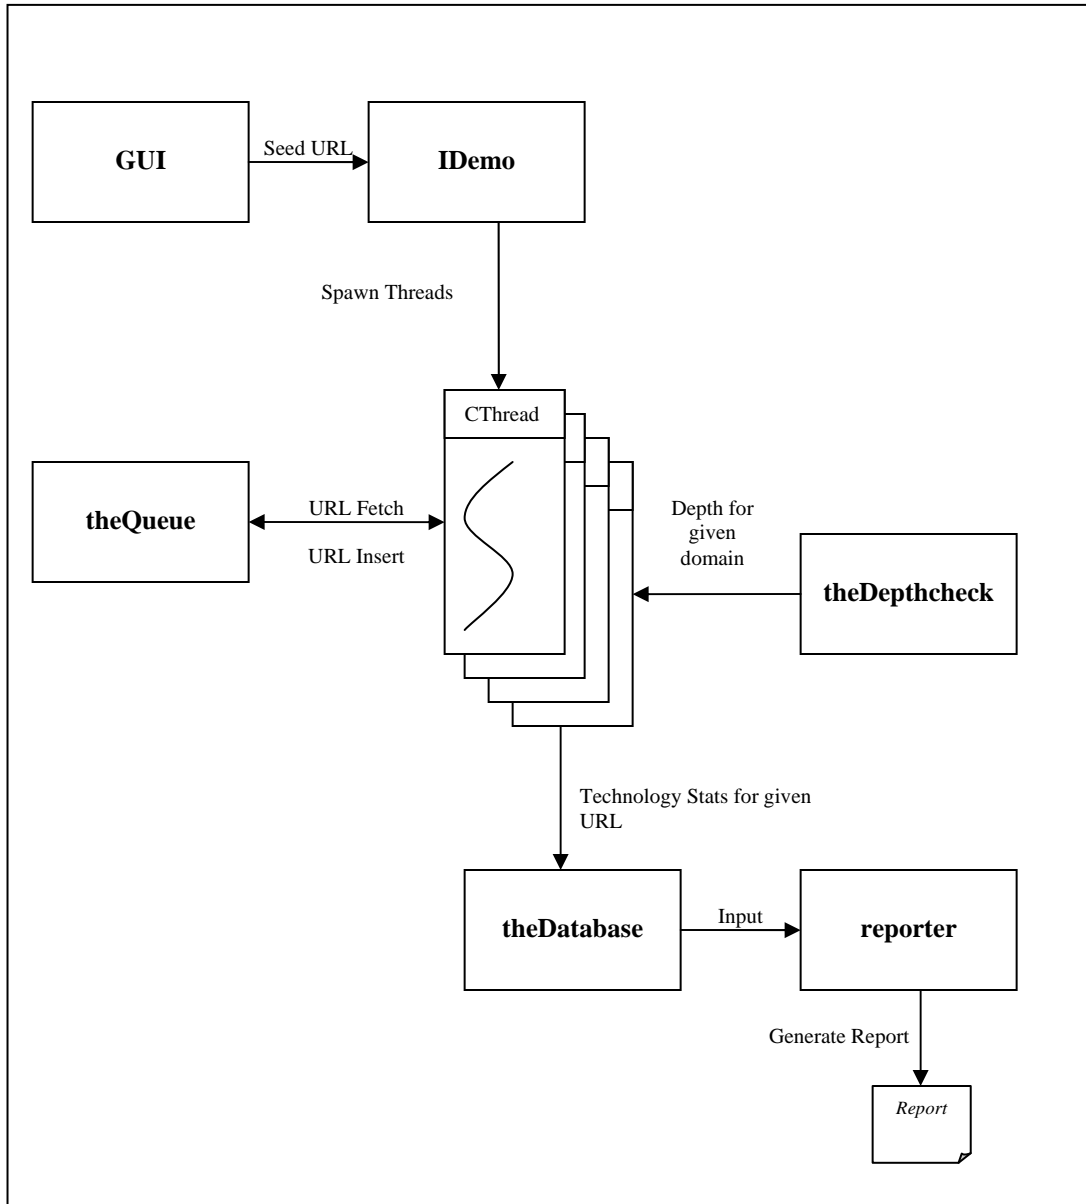 GUI
Seed URL
IDemo
Spawn Threads
CThread
theQueue
URL Fetch
URL Insert
Depth for
given
domain
theDepthcheck
Technology Stats for given
URL
theDatabase
Input
reporter
Generate Report
Report